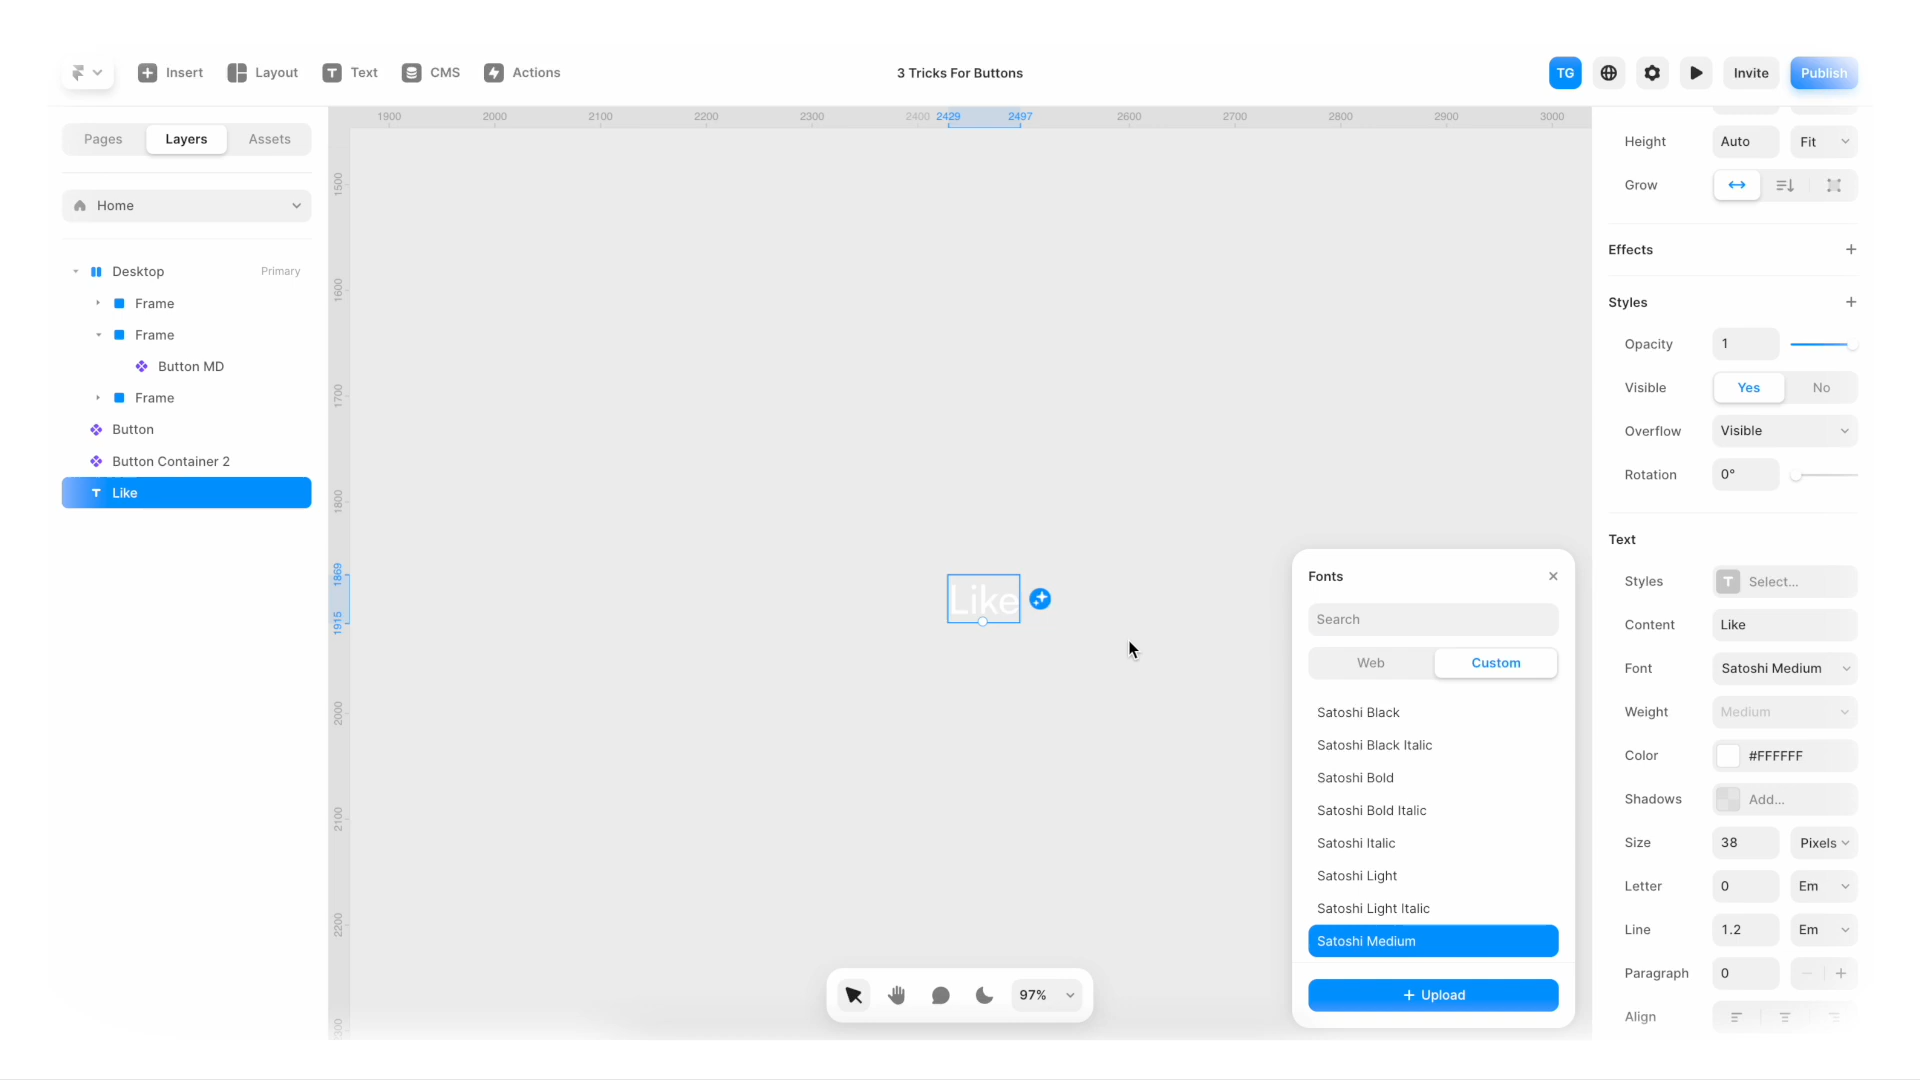 Insert
Layout
Text
CMS
Actions
3 Tricks For Buttons
TG
Invite
Publish
Pages
Layers
Assets
Home
Desktop
Primary
Frame
Frame
Button MD
Frame
Button
Button Container 2
Like
1900
2000
2100
2200
2300
2400
2429
2497
2600
2700
2800
2900
3000
1500
1600
1700
1800
1869
1915
2000
2100
2200
Like
97%
Fonts
Search
Web
Custom
Satoshi Black
Satoshi Black Italic
Satoshi Bold
Satoshi Bold Italic
Satoshi Italic
Satoshi Light
Satoshi Light Italic
Satoshi Medium
Upload
Height
Auto
Fit
Grow
Effects
Styles
Opacity
1
Visible
Yes
No
Overflow
Visible
Rotation
0°
Text
Styles
Select...
Content
Like
Font
Satoshi Medium
Weight
Medium
Color
#FFFFFF
Shadows
Add...
Size
38
Pixels
Letter
0
Em
Line
1.2
Em
Paragraph
0
Align